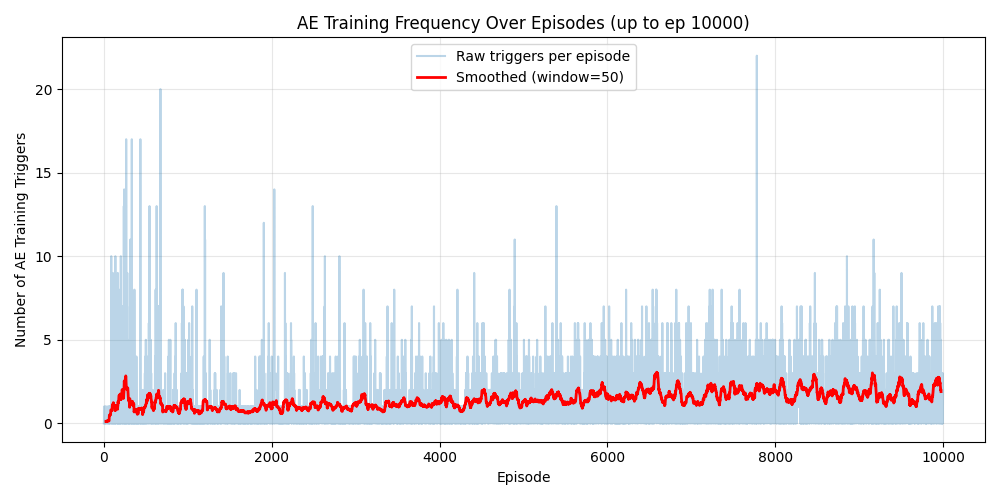 AE Training Frequency Over Episodes (up to ep 10000)
Raw triggers per episode
Smoothed (window=50)
Number of AE Training Triggers
20
15
10
5
0
0
2000
4000
6000
8000
10000
Episode